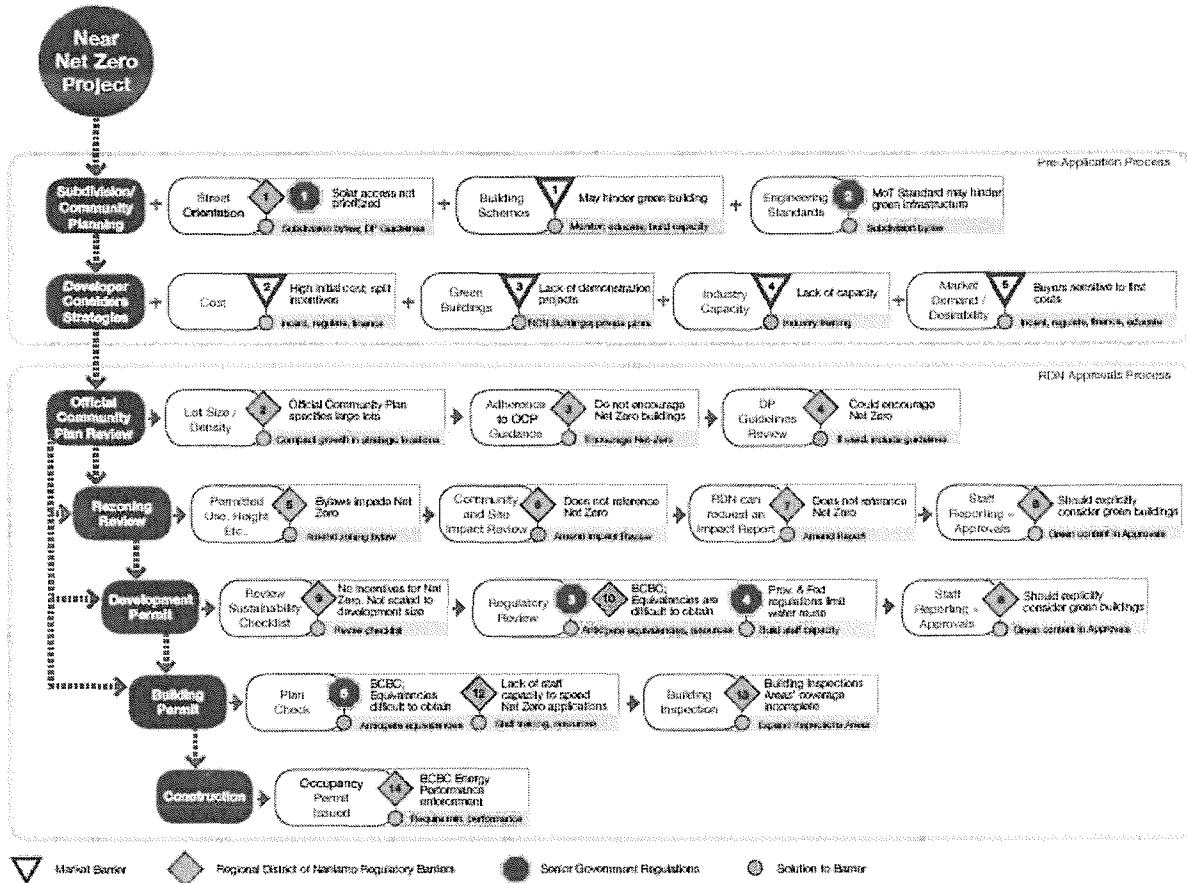 Near
Net Zero
Project
Pre-Application Process
Subdivision/
Community
Planning
Street
Orientation
1
1
Solar access not
prioritized
Subdivision bylaw, DP Guidelines
Building
Schemes
1
May hinder green building
Monitor, educate, build capacity
Engineering
Standards
2
MoT Standard may hinder
green infrastructure
Subdivision bylaw
Developer
Considers
Strategies
Cost
2
High initial cost, split
incentives
Incent, regulate, finance
Green
Buildings
3
Lack of demonstration
projects
RDN Buildings; private plans
Industry
Capacity
4
Lack of capacity
Industry training
Market
Demand /
Desirability
5
Buyers sensitive to first
costs
Incent, regulate, finance, educate
RDN Approvals Process
Official
Community
Plan Review
Lot Size /
Density
2
Official Community Plan
specifies large lots
Compact growth in strategic locations
Adherence
to OCP
Guidance
3
Do not encourage
Net Zero buildings
Encourage Net-Zero
DP
Guidelines
Review
4
Could encourage
Net Zero
If used, include guidelines
Rezoning
Review
Permitted
Use, Height
Etc..
5
Bylaws impede Net
Zero
Amend zoning bylaw
Community
and Site
Impact Review
6
Does not reference
Net Zero
Amend Impact Review
RDN can
request an
Impact Report
7
Does not reference
Net Zero
Amend Report
Staff
Reporting -
Approvals
8
Should explicitly
consider green buildings
Green content in Approvals
Development
Permit
Review
Sustainability
Checklist
9
No incentives for Net
Zero. Not scaled to
development size
Revise checklist
Regulatory
Review
3
10
BCBC;
Equivalencies are
difficult to obtain
Anticipate equivalencies, resources
4
Prov. & Fed
regulations limit
water reuse
Build staff capacity
Staff
Reporting -
Approvals
Should explicitly
consider green buildings
Green content in Approvals
Building
Permit
Plan
Check
5
BCBC;
Equivalencies
difficult to obtain
Anticipate equivalencies
12
Lack of staff
capacity to speed
Net Zero applications
Staff training, resources
Building
Inspection
13
Building Inspections
Areas' coverage
incomplete
Expand Inspections Areas
Construction
Occupancy
Permit
Issued
14
BCBC Energy
Performance
enforcement
Require min. performance
Market Barrier
Regional District of Nanaimo Regulatory Barriers
Senior Government Regulations
Solution to Barrier